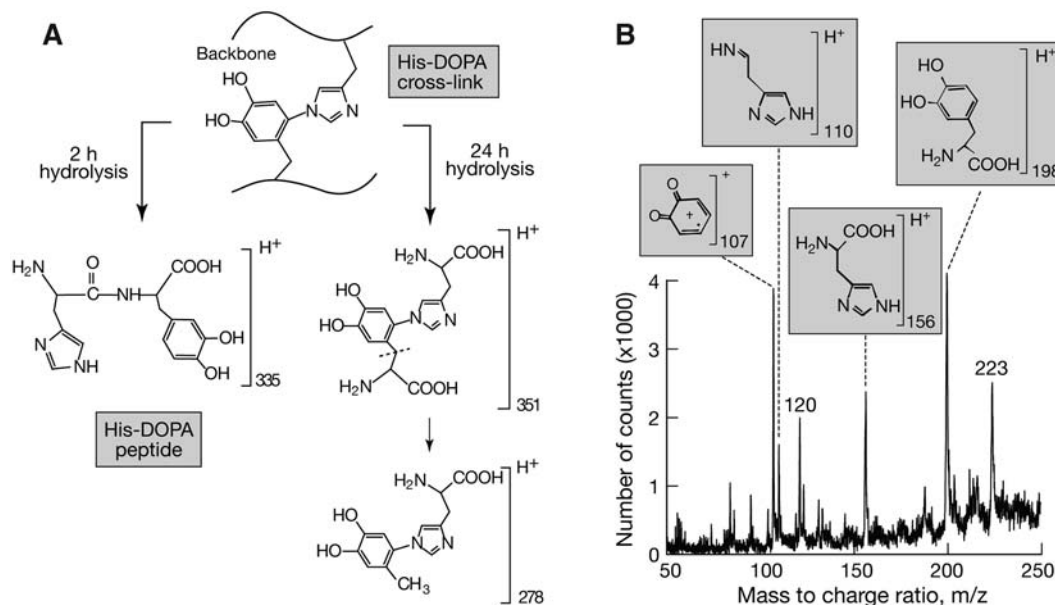 A
Backbone
His-DOPA
cross-link
HO
HO
N
N
2 h
hydrolysis
24 h
hydrolysis
H+
H2N
O
COOH
NH
N
NH
OH
OH
335
His-DOPA
peptide
H+
H2N
COOH
HO
HO
N
N
H2N
COOH
351
H+
H2N
COOH
HO
HO
N
N
CH3
278
B
HN
H+
N
NH
110
H+
HO
HO
H2N
COOH
198
O
O
+
+
107
H+
COOH
H2N
N
NH
156
Number of counts (x1000)
4
3
2
1
0
120
223
100
150
200
250
Mass to charge ratio, m/z